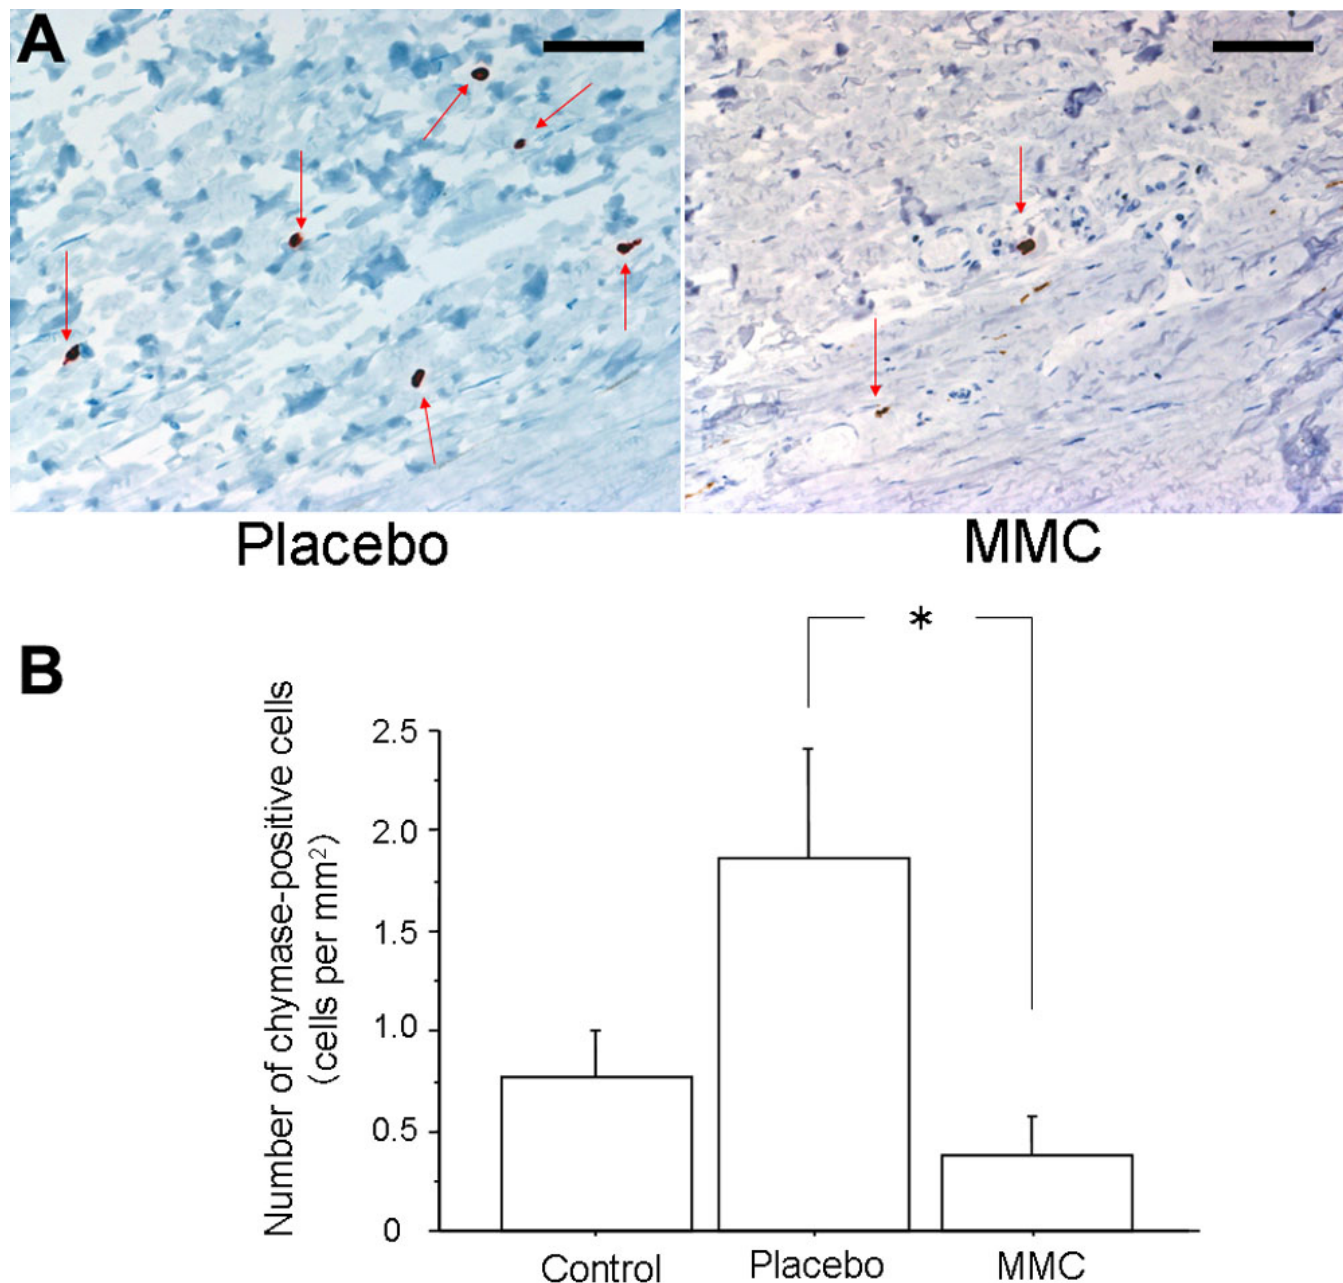 A
Placebo
MMC
B
*
Number of chymase-positive cells
(cells per mm²)
2.5
2.0
1.5
1.0
0.5
0
Control
Placebo
MMC